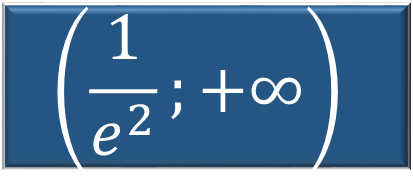 (1/e²; +∞)